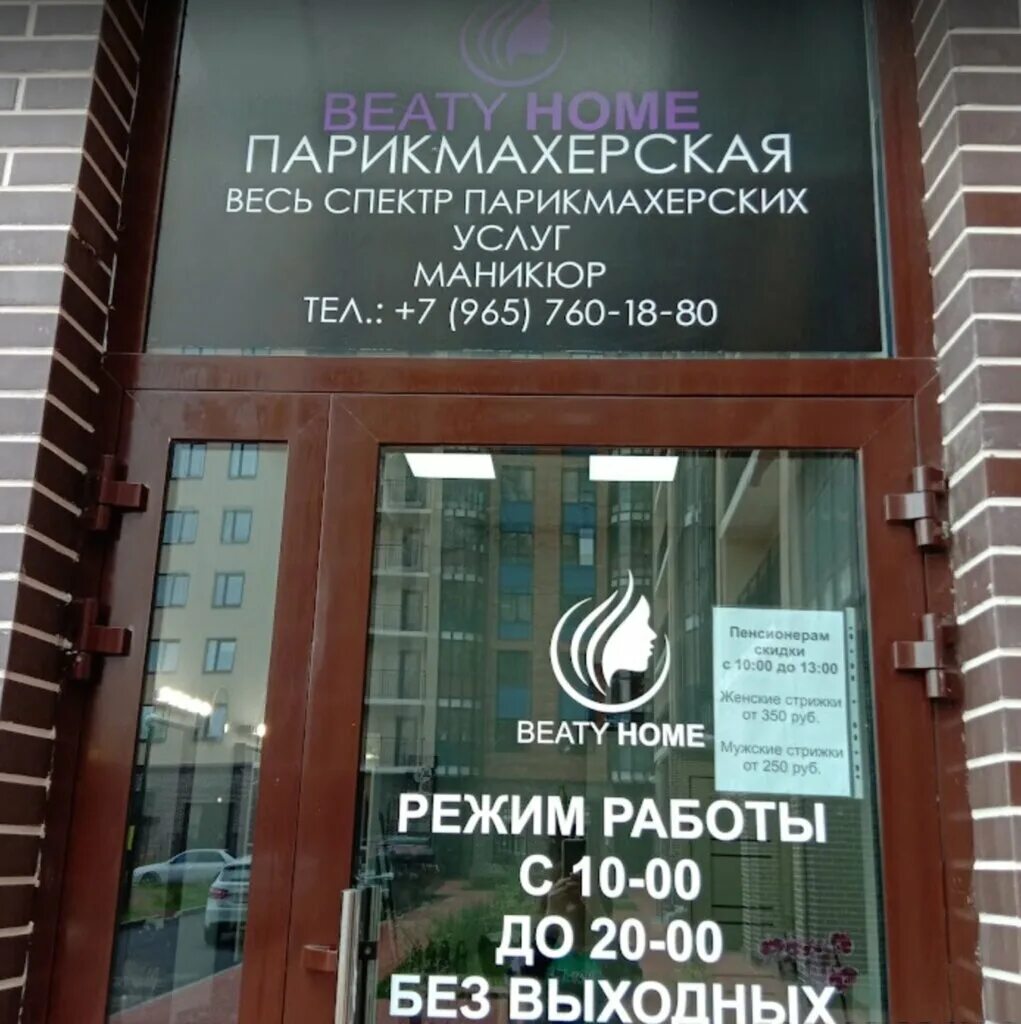 BEATY HOME
ПАРИКМАХЕРСКАЯ
ВЕСЬ СПЕКТР ПАРИКМАХЕРСКИХ
УСЛУГ
МАНИКЮР
ТЕЛ.: +7 (965) 760-18-80
Пенсионерам
скидки
с 10:00 до 13:00
Женские стрижки
от 350 руб.
Мужские стрижки
от 250 руб.
BEATY HOME
РЕЖИМ РАБОТЫ
С 10-00
ДО 20-00
БЕЗ ВЫХОДНЫХ